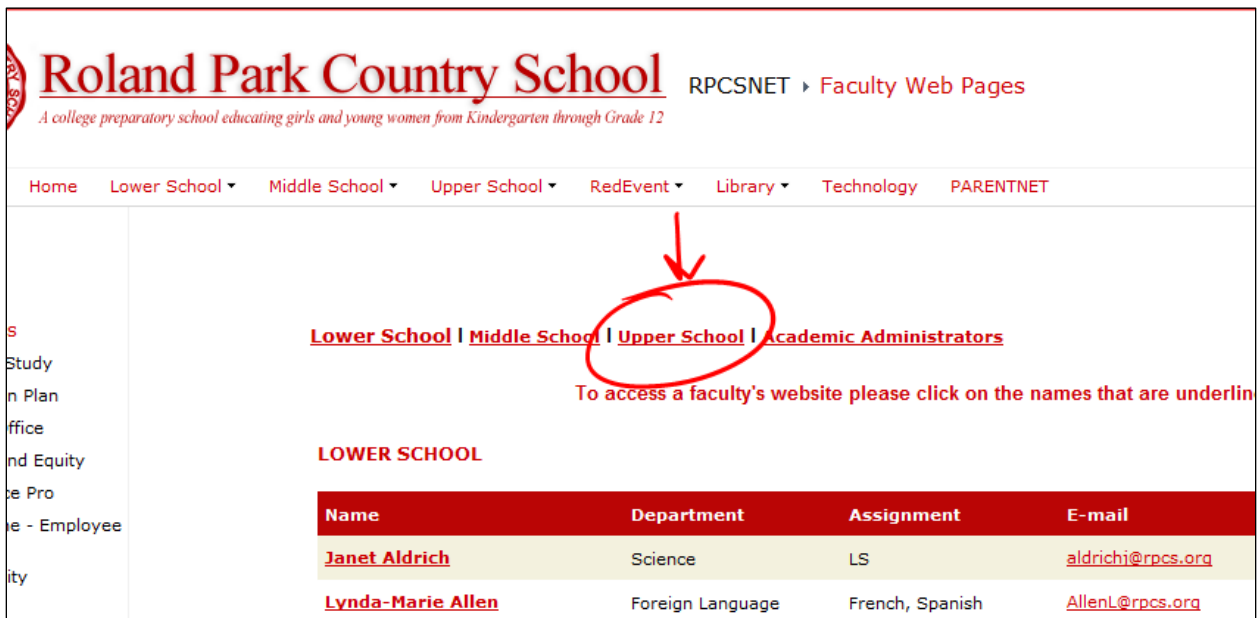 Roland Park Country School
RPCSNET ▸ Faculty Web Pages
A college preparatory school educating girls and young women from Kindergarten through Grade 12
Home Lower School Middle School Upper School RedEvent Library Technology PARENTNET
s
Study
n Plan
ffice
nd Equity
ce Pro
ne - Employee
ity
Lower School | Middle School | Upper School | Academic Administrators
To access a faculty's website please click on the names that are underlin
LOWER SCHOOL
Name Department Assignment E-mail
Janet Aldrich Science LS aldrichj@rpcs.org
Lynda-Marie Allen Foreign Language French, Spanish AllenL@rpcs.org